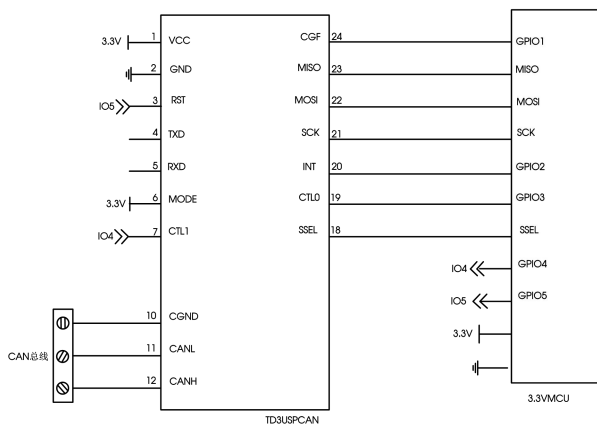 3.3V 1 VCC CGF 24 GPIO1
2 GND MISO 23 MISO
IO5 3 RST MOSI 22 MOSI
4 TXD SCK 21 SCK
5 RXD INT 20 GPIO2
3.3V 6 MODE CTL0 19 GPIO3
IO4 7 CTL1 SSEL 18 SSEL
IO4 GPIO4
IO5 GPIO5
10 CGND 3.3V
CAN总线 11 CANL
12 CANH
3.3VMCU
TD3USPCAN